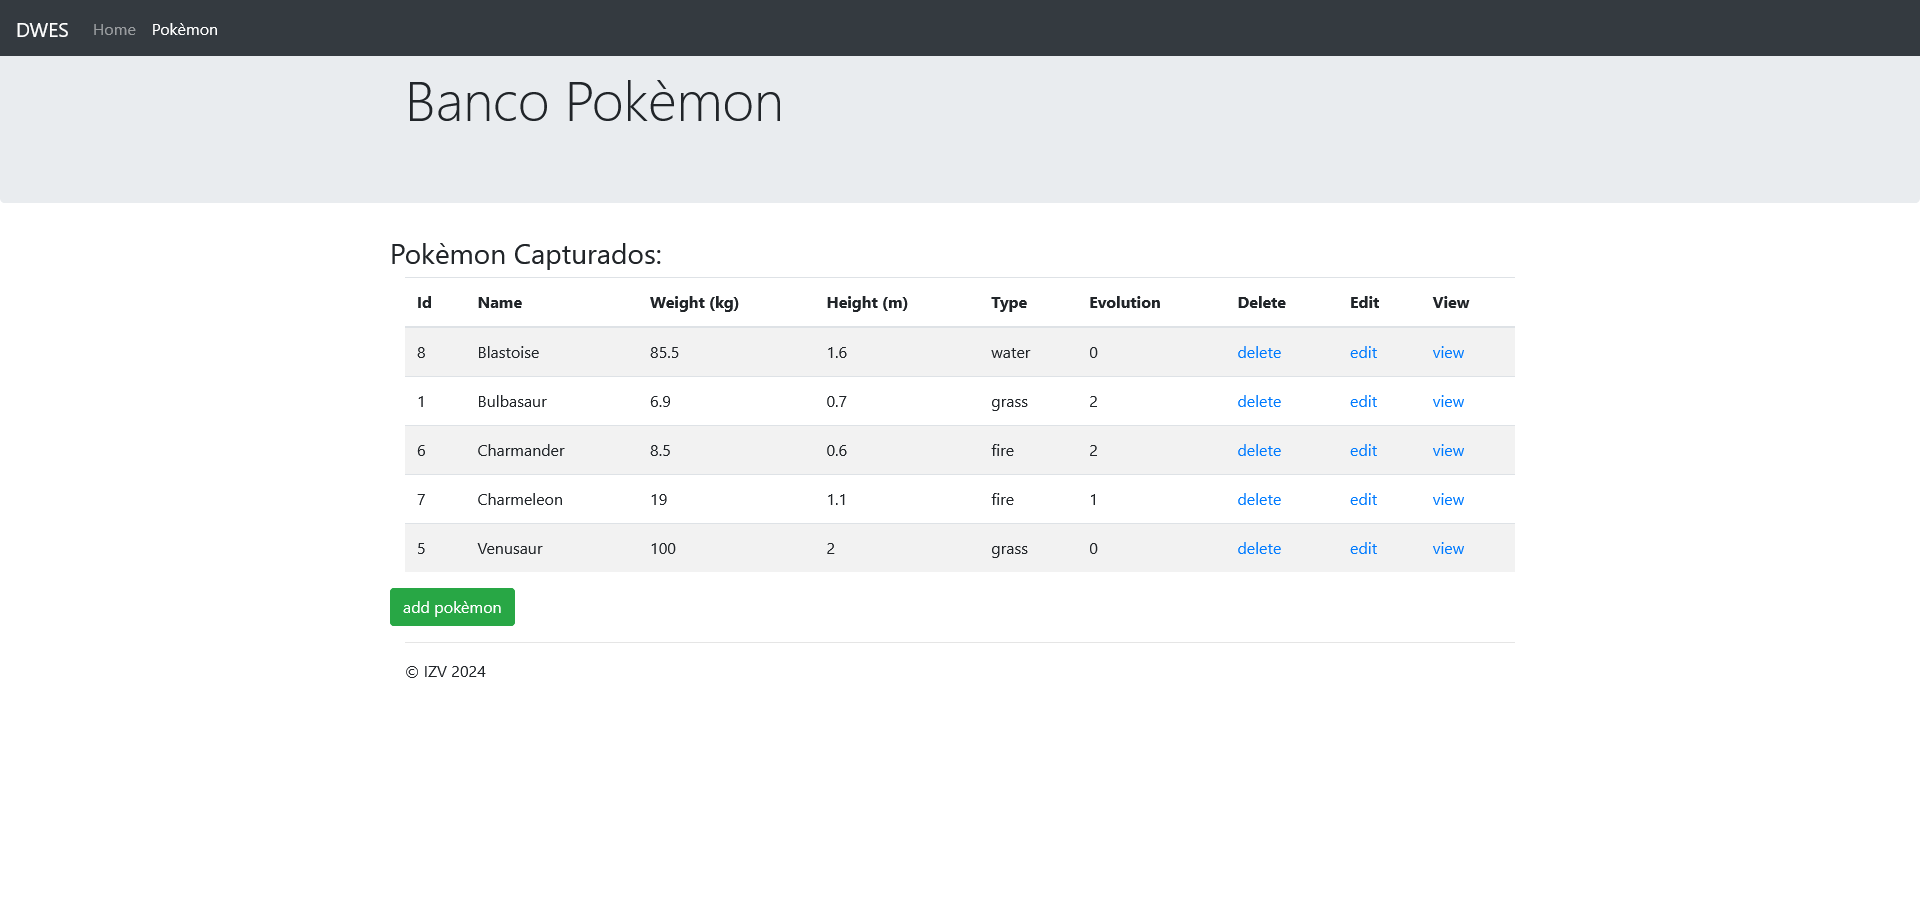 DWES Home Pokèmon
Banco Pokèmon
Pokèmon Capturados:
Id Name Weight (kg) Height (m) Type Evolution Delete Edit View
8 Blastoise 85.5 1.6 water 0 delete edit view
1 Bulbasaur 6.9 0.7 grass 2 delete edit view
6 Charmander 8.5 0.6 fire 2 delete edit view
7 Charmeleon 19 1.1 fire 1 delete edit view
5 Venusaur 100 2 grass 0 delete edit view
add pokèmon
© IZV 2024